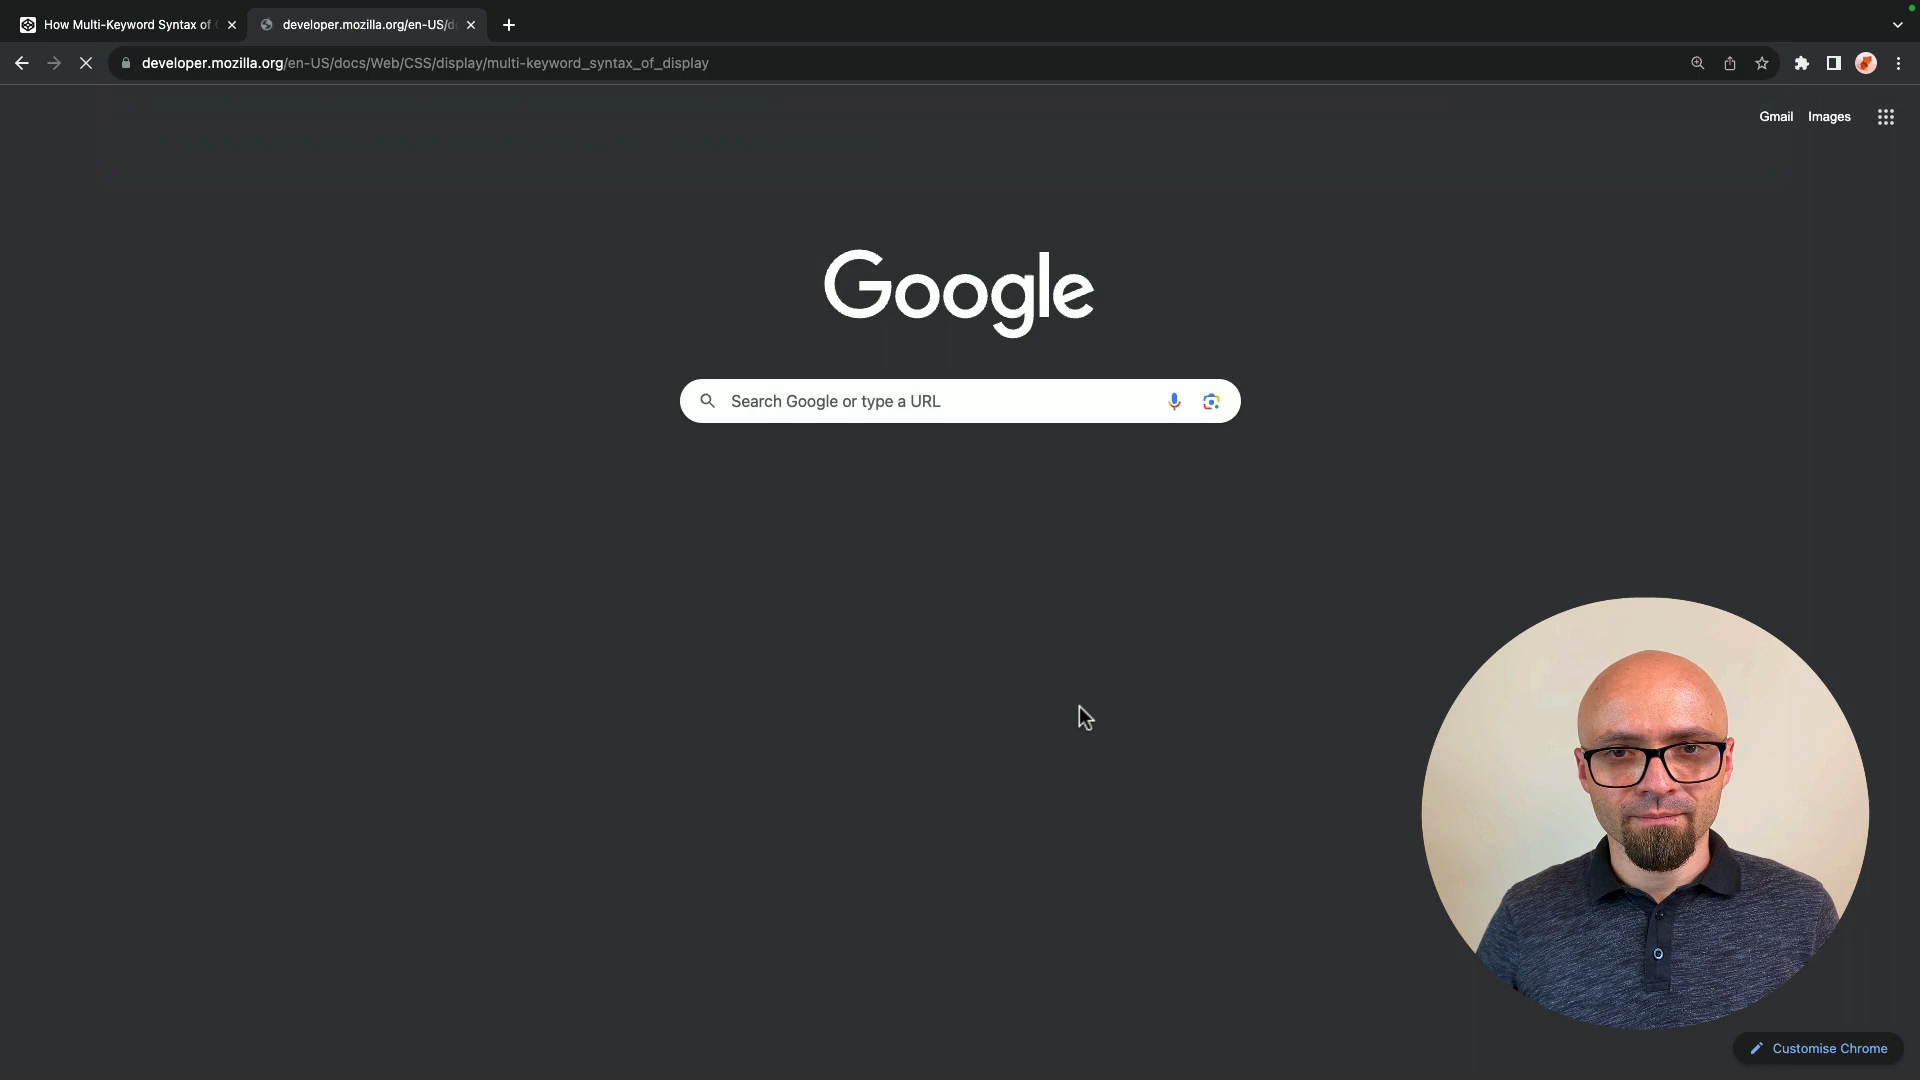 How Multi-Keyword Syntax of
developer.mozilla.org/en-US/d
developer.mozilla.org/en-US/docs/Web/CSS/display/multi-keyword_syntax_of_display
Gmail Images
Google
Search Google or type a URL
Customise Chrome